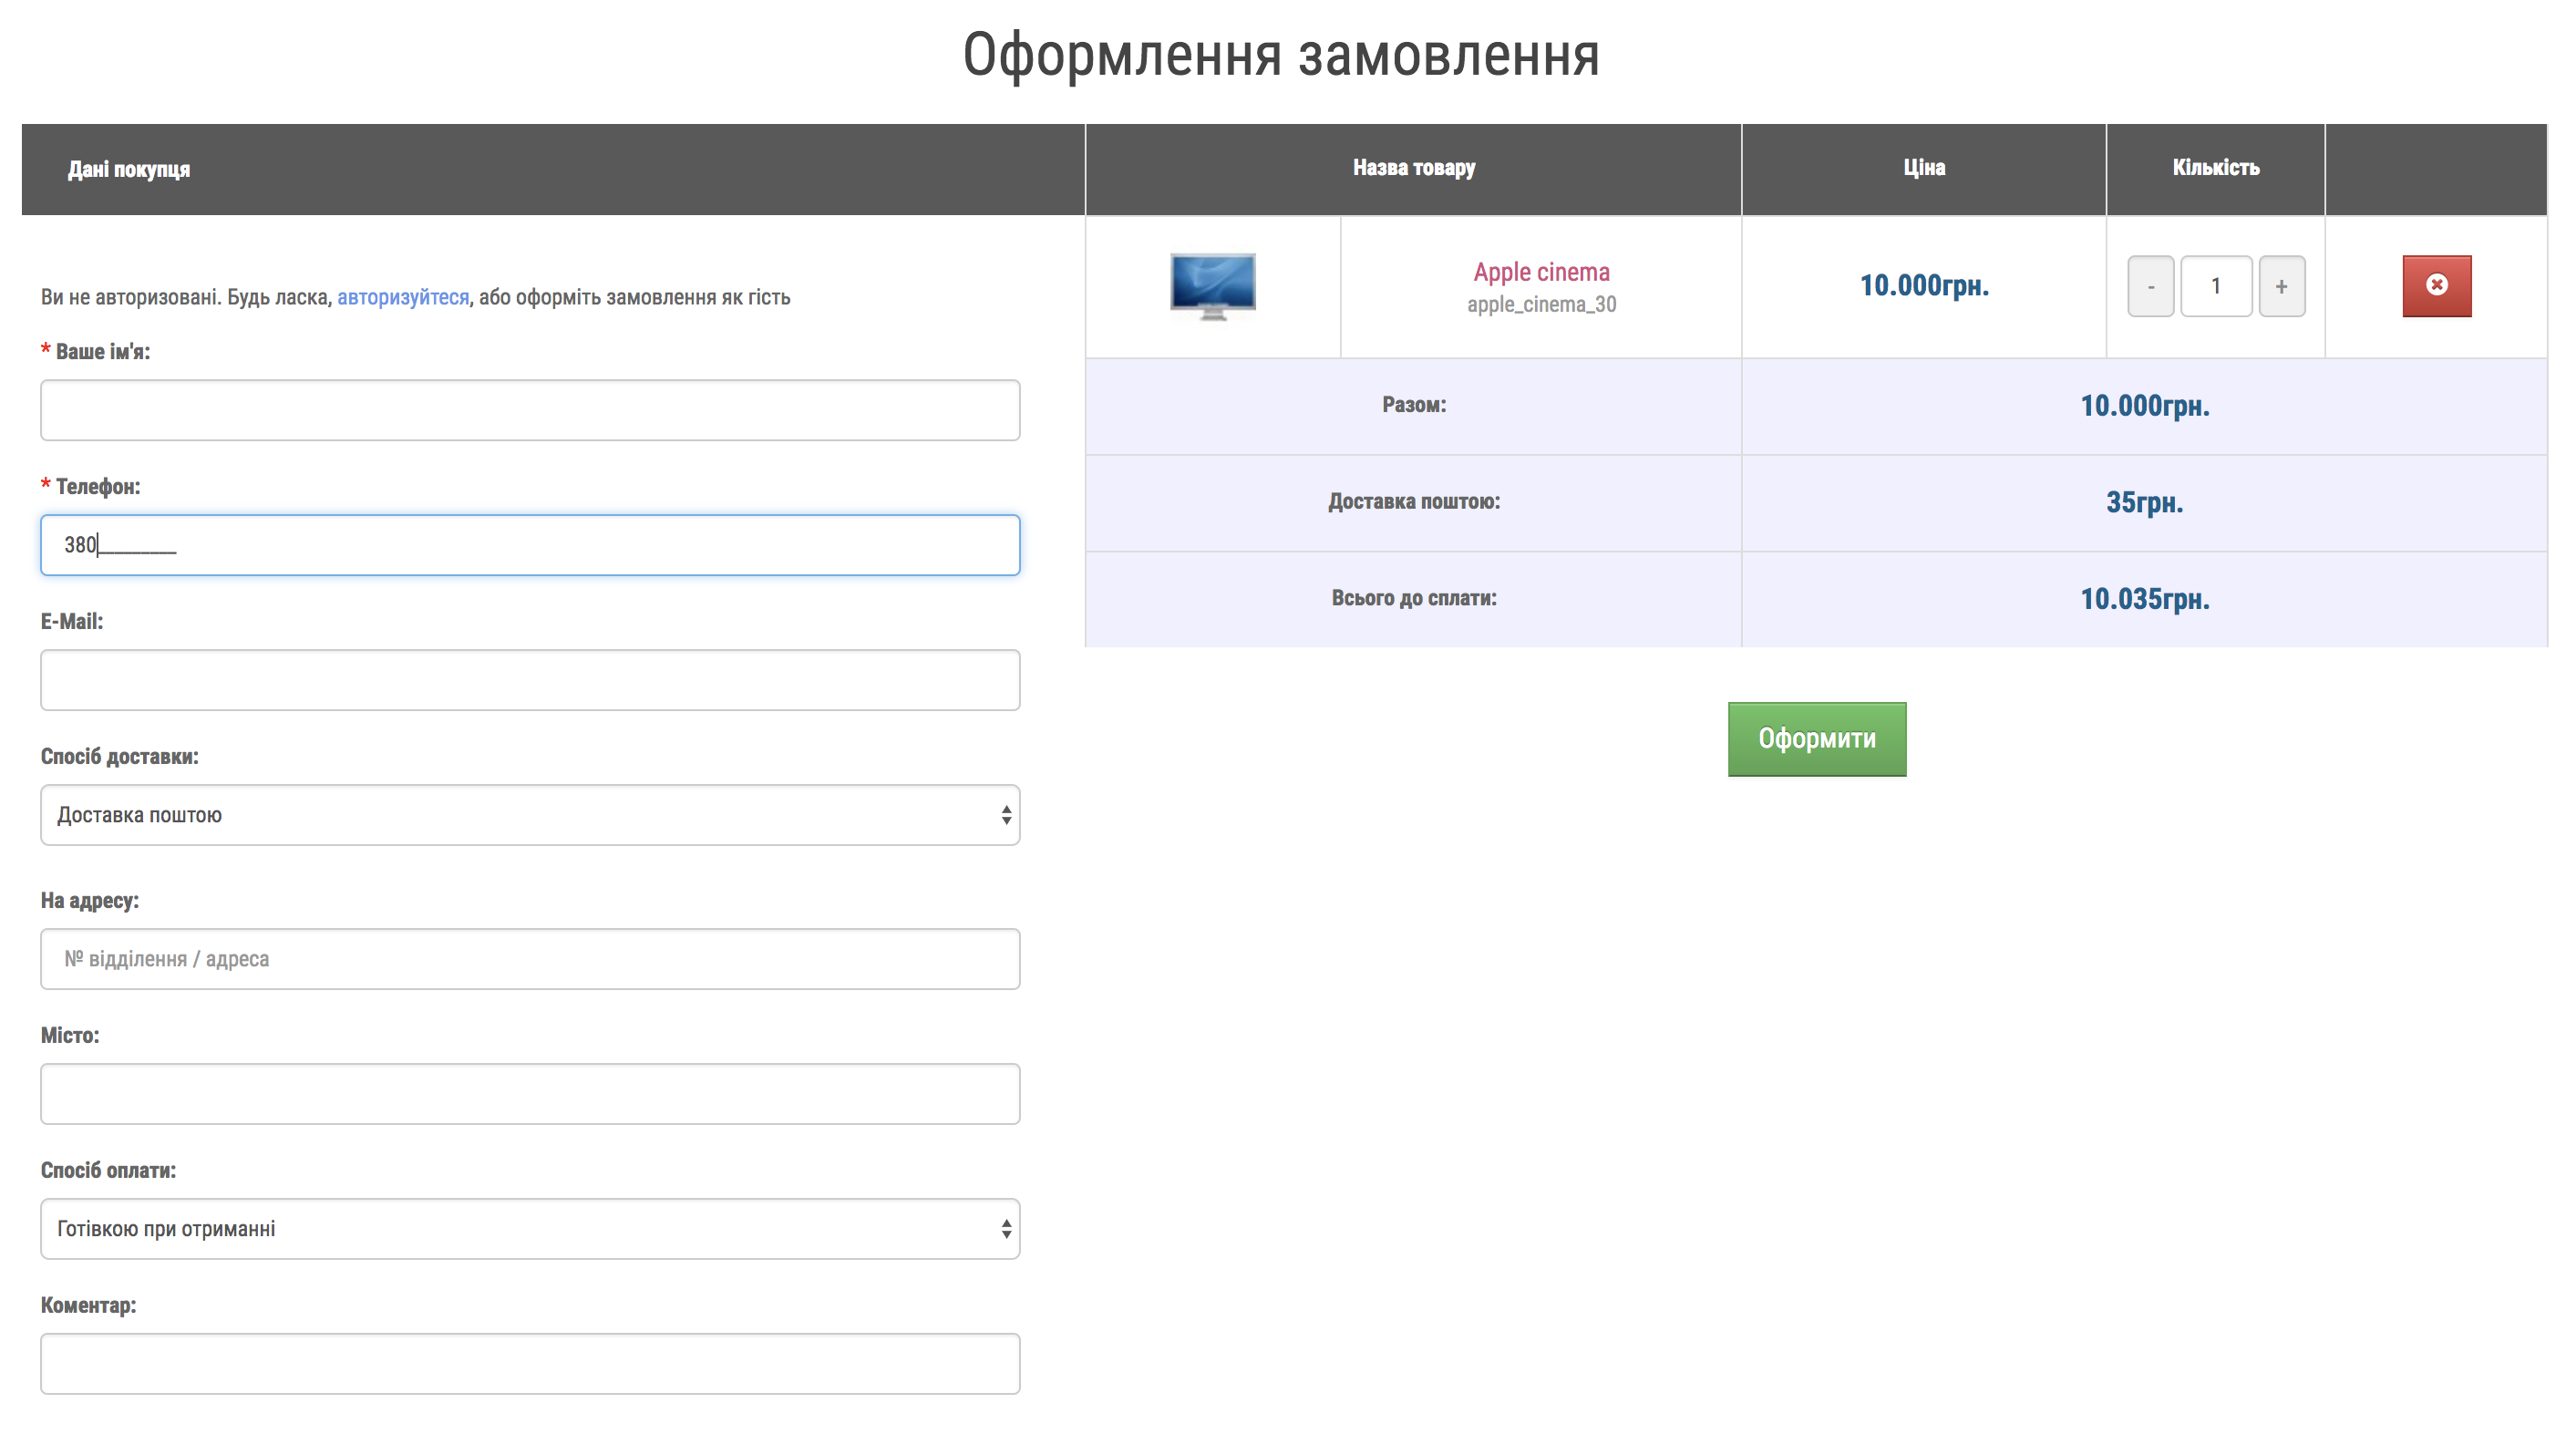 Оформлення замовлення
Дані покупця
Ви не авторизовані. Будь ласка, авторизуйтеся, або оформіть замовлення як гість
* Ваше ім'я:
* Телефон:
380_________
E-Mail:
Спосіб доставки:
Доставка поштою
На адресу:
№ відділення / адреса
Місто:
Спосіб оплати:
Готівкою при отриманні
Коментар:
Назва товару Ціна Кількість
Apple cinema
apple_cinema_30
10.000грн.
- 1 +
Разом: 10.000грн.
Доставка поштою: 35грн.
Всього до сплати: 10.035грн.
Оформити